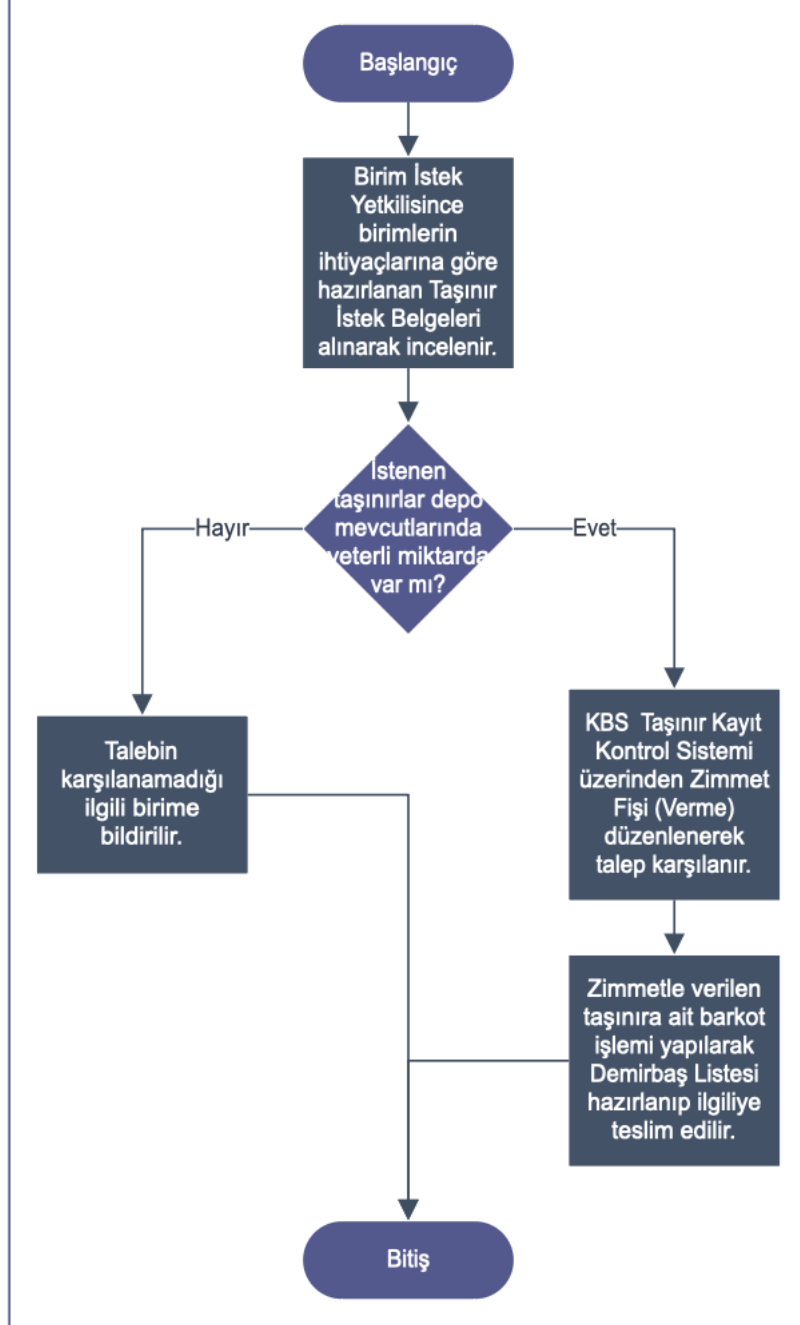 Başlangıç
Birim İstek
Yetkilisince
birimlerin
ihtiyaçlarına göre
hazırlanan Taşınır
İstek Belgeleri
alınarak incelenir.
İstenen
taşınırlar depo
mevcutlarında
yeterli miktarda
var mı?
Hayır
Evet
Talebin
karşılanamadığı
ilgili birime
bildirilir.
KBS Taşınır Kayıt
Kontrol Sistemi
üzerinden Zimmet
Fişi (Verme)
düzenlenerek
talep karşılanır.
Zimmetle verilen
taşınıra ait barkot
işlemi yapılarak
Demirbaş Listesi
hazırlanıp ilgiliye
teslim edilir.
Bitiş